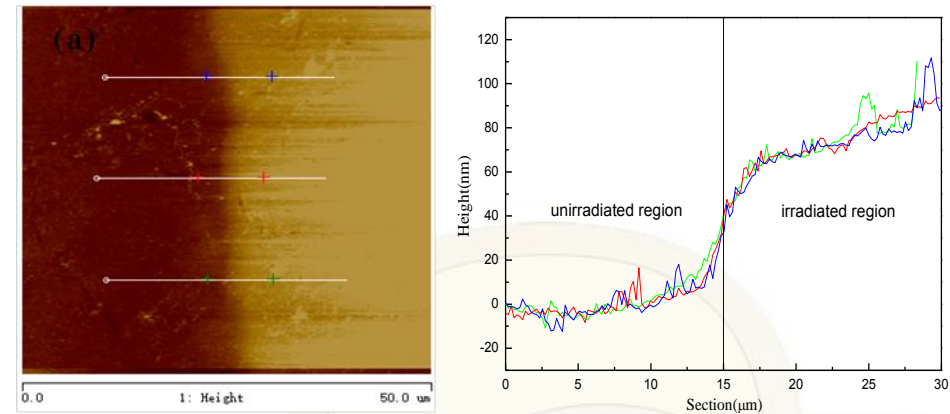 (a)
0.0 1: Height 50.0 um
Height(nm)
120
100
80
60
40
20
0
-20
unirradiated region
irradiated region
0 5 10 15 20 25 30
Section(μm)